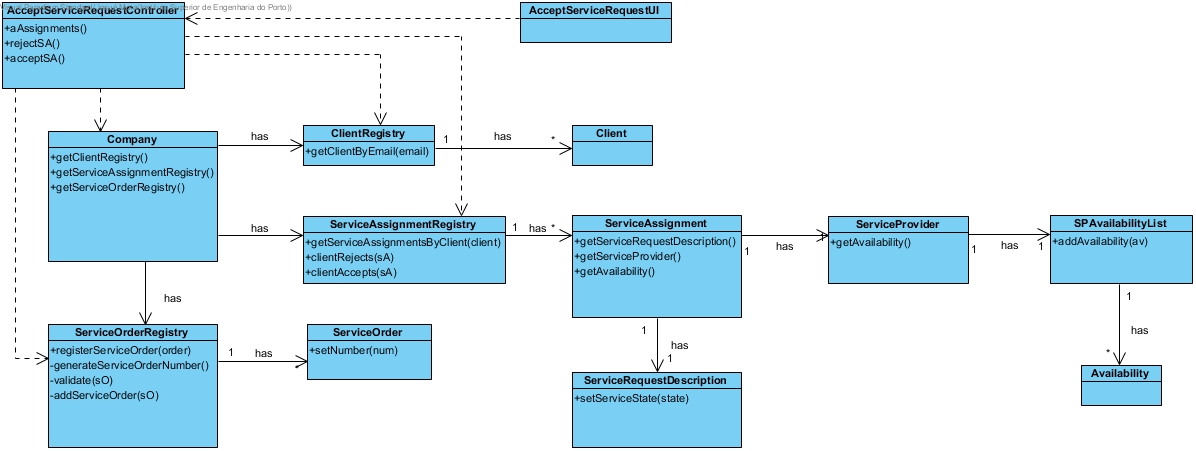 Superior de Engenharia do Porto))
AcceptServiceRequestController
+aAssignments()
+rejectSA()
+acceptSA()
AcceptServiceRequestUI
Company
+getClientRegistry()
+getServiceAssignmentRegistry()
+getServiceOrderRegistry()
has
ClientRegistry
+getClientByEmail(email)
1
has
*
Client
has
ServiceAssignmentRegistry
+getServiceAssignmentsByClient(client)
+clientRejects(sA)
+clientAccepts(sA)
1
has
*
ServiceAssignment
+getServiceRequestDescription()
+getServiceProvider()
+getAvailability()
1
has
1
ServiceProvider
+getAvailability()
1
has
1
SPAvailabilityList
+addAvailability(av)
has
ServiceOrderRegistry
+registerServiceOrder(order)
-generateServiceOrderNumber()
-validate(sO)
-addServiceOrder(sO)
1
has
*
ServiceOrder
+setNumber(num)
1
has
1
ServiceRequestDescription
+setServiceState(state)
1
has
*
Availability